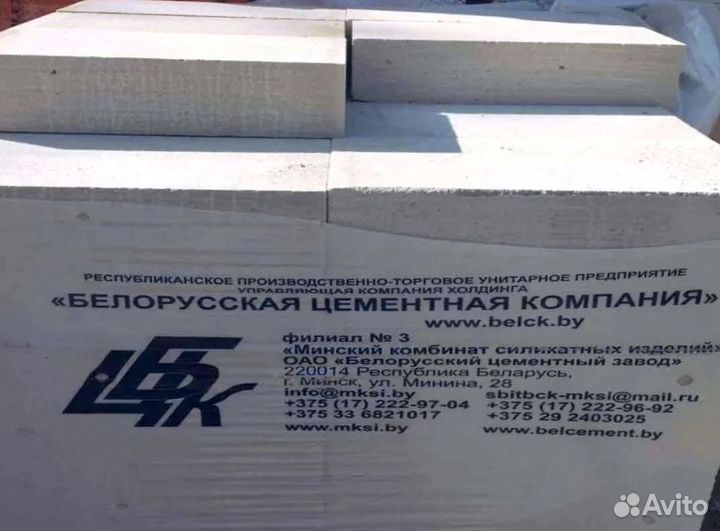 РЕСПУБЛИКАНСКОЕ ПРОИЗВОДСТВЕННО-ТОРГОВОЕ УНИТАРНОЕ ПРЕДПРИЯТИЕ
УПРАВЛЯЮЩАЯ КОМПАНИЯ ХОЛДИНГА
«БЕЛОРУССКАЯ ЦЕМЕНТНАЯ КОМПАНИЯ»
www.belck.by
БЦК
филиал № 3
«Минский комбинат силикатных изделий»
ОАО «Белорусский цементный завод»
220014 Республика Беларусь,
г. Минск, ул. Минина, 28
info@mksi.by sbitbck-mksi@mail.ru
+375 (17) 222-97-04 +375 (17) 222-96-92
+375 33 6821017 +375 29 2403025
www.mksi.by www.belcement.by
Avito